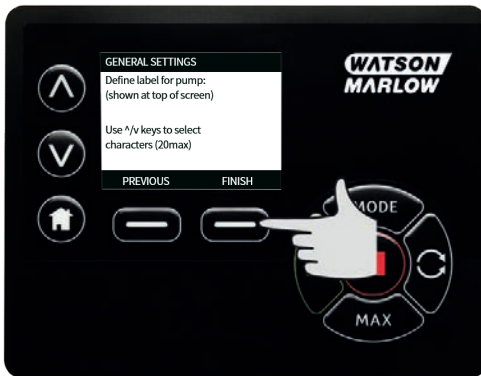 GENERAL SETTINGS
Define label for pump:
(shown at top of screen)
Use ^/v keys to select
characters (20max)
PREVIOUS FINISH
WATSON
MARLOW
MODE
MAX